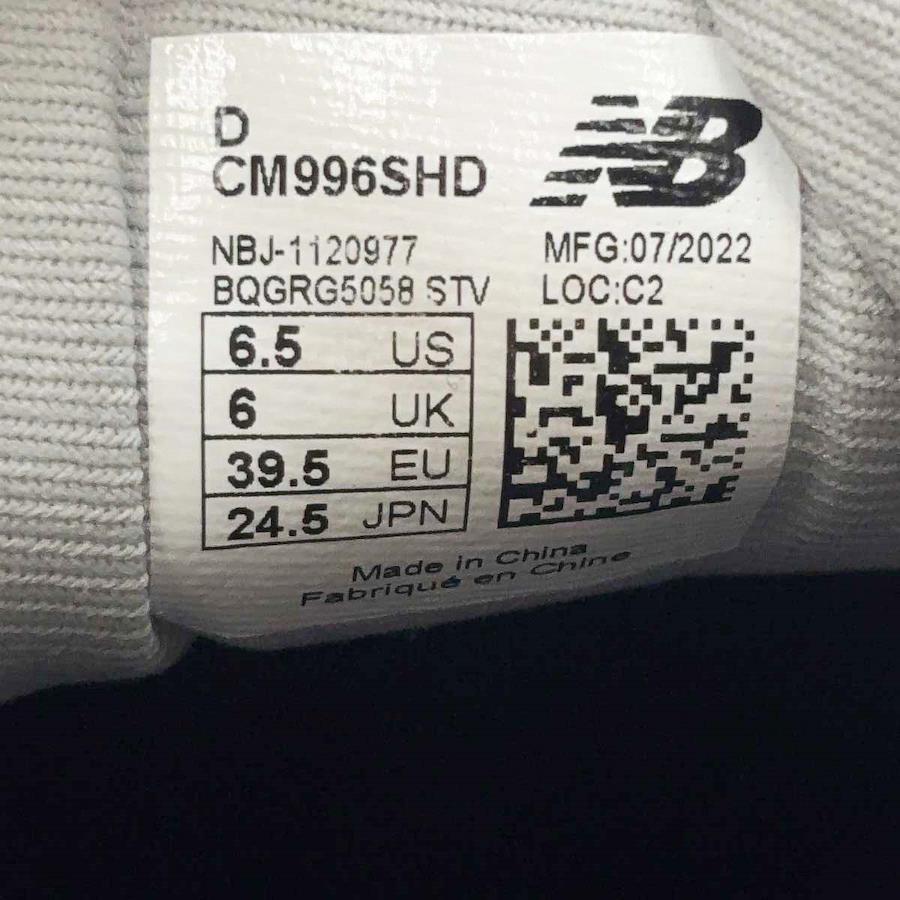 D
CM996SHD
NB
NBJ-1120977
MFG:07/2022
BQGRG5058 STV
LOC:C2
6.5 US
6 UK
39.5 EU
24.5 JPN
Made in China
Fabriqué en Chine